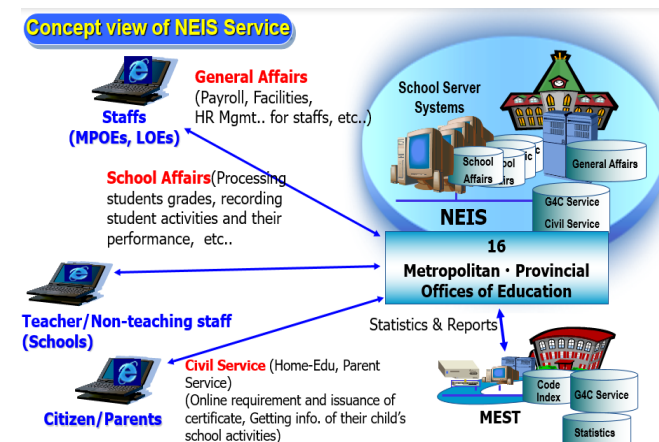 Concept view of NEIS Service
General Affairs
(Payroll, Facilities,
HR Mgmt.. for staffs, etc..)
Staffs
(MPOEs, LOEs)
School Affairs(Processing
students grades, recording
student activities and their
performance, etc..
Teacher/Non-teaching staff
(Schools)
Civil Service (Home-Edu, Parent
Service)
(Online requirement and issuance of
certificate, Getting info. of their child's
school activities)
Citizen/Parents
School Server
Systems
School
Affairs
General Affairs
G4C Service
Civil Service
NEIS
16
Metropolitan · Provincial
Offices of Education
Statistics & Reports
MEST
Code
Index
G4C Service
Statistics